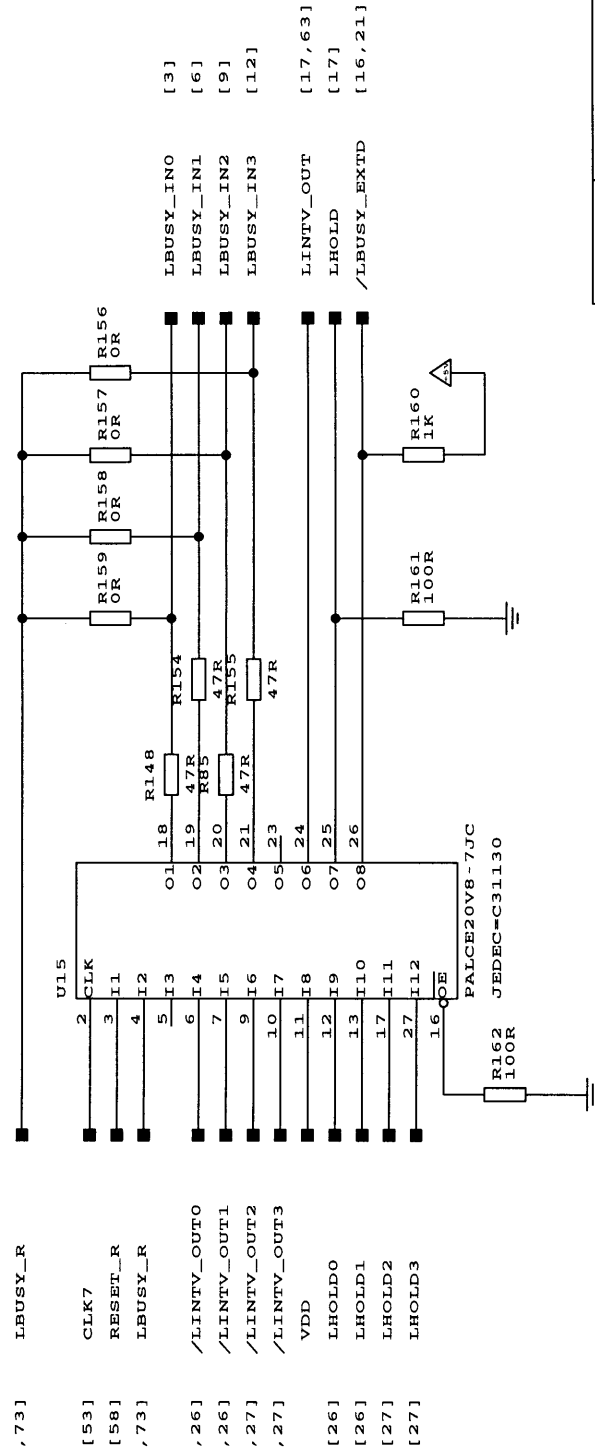 ,73] LBUSY_R
[53] CLK7
[58] RESET_R
,73] LBUSY_R
,26] /LINTV_OUT0
,26] /LINTV_OUT1
,27] /LINTV_OUT2
,27] /LINTV_OUT3
VDD
[26] LHOLD0
[26] LHOLD1
[27] LHOLD2
[27] LHOLD3
U15
2 CLK
3 I1
4 I2
5 I3
6 I4
7 I5
9 I6
10 I7
11 I8
12 I9
13 I10
17 I11
27 I12
16 OE
R162
100R
PALCE20V8-7JC
JEDEC=C31130
O1 18
O2 19
O3 20
O4 21
O5 23
O6 24
O7 25
O8 26
R148
47R
R85
47R
R154
47R
R155
47R
R159
0R
R158
0R
R157
0R
R156
0R
R161
100R
R160
1K
LBUSY_IN0 [3]
LBUSY_IN1 [6]
LBUSY_IN2 [9]
LBUSY_IN3 [12]
LINTV_OUT [17,63]
LHOLD [17]
/LBUSY_EXTD [16,21]